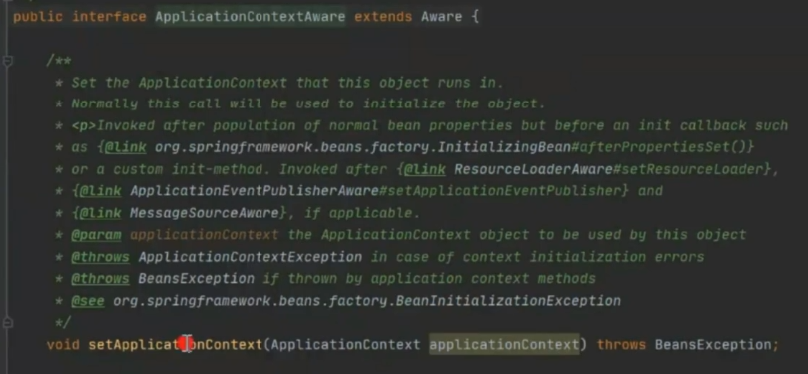 public interface ApplicationContextAware extends Aware {
/**
* Set the ApplicationContext that this object runs in.
* Normally this call will be used to initialize the object.
* <p>Invoked after population of normal bean properties but before an init callback such
* as {@link org.springframework.beans.factory.InitializingBean#afterPropertiesSet()}
* or a custom init-method. Invoked after {@link ResourceLoaderAware#setResourceLoader},
* {@link ApplicationEventPublisherAware#setApplicationEventPublisher} and
* {@link MessageSourceAware}, if applicable.
* @param applicationContext the ApplicationContext object to be used by this object
* @throws ApplicationContextException in case of context initialization errors
* @throws BeansException if thrown by application context methods
* @see org.springframework.beans.factory.BeanInitializationException
*/
void setApplicationContext(ApplicationContext applicationContext) throws BeansException;